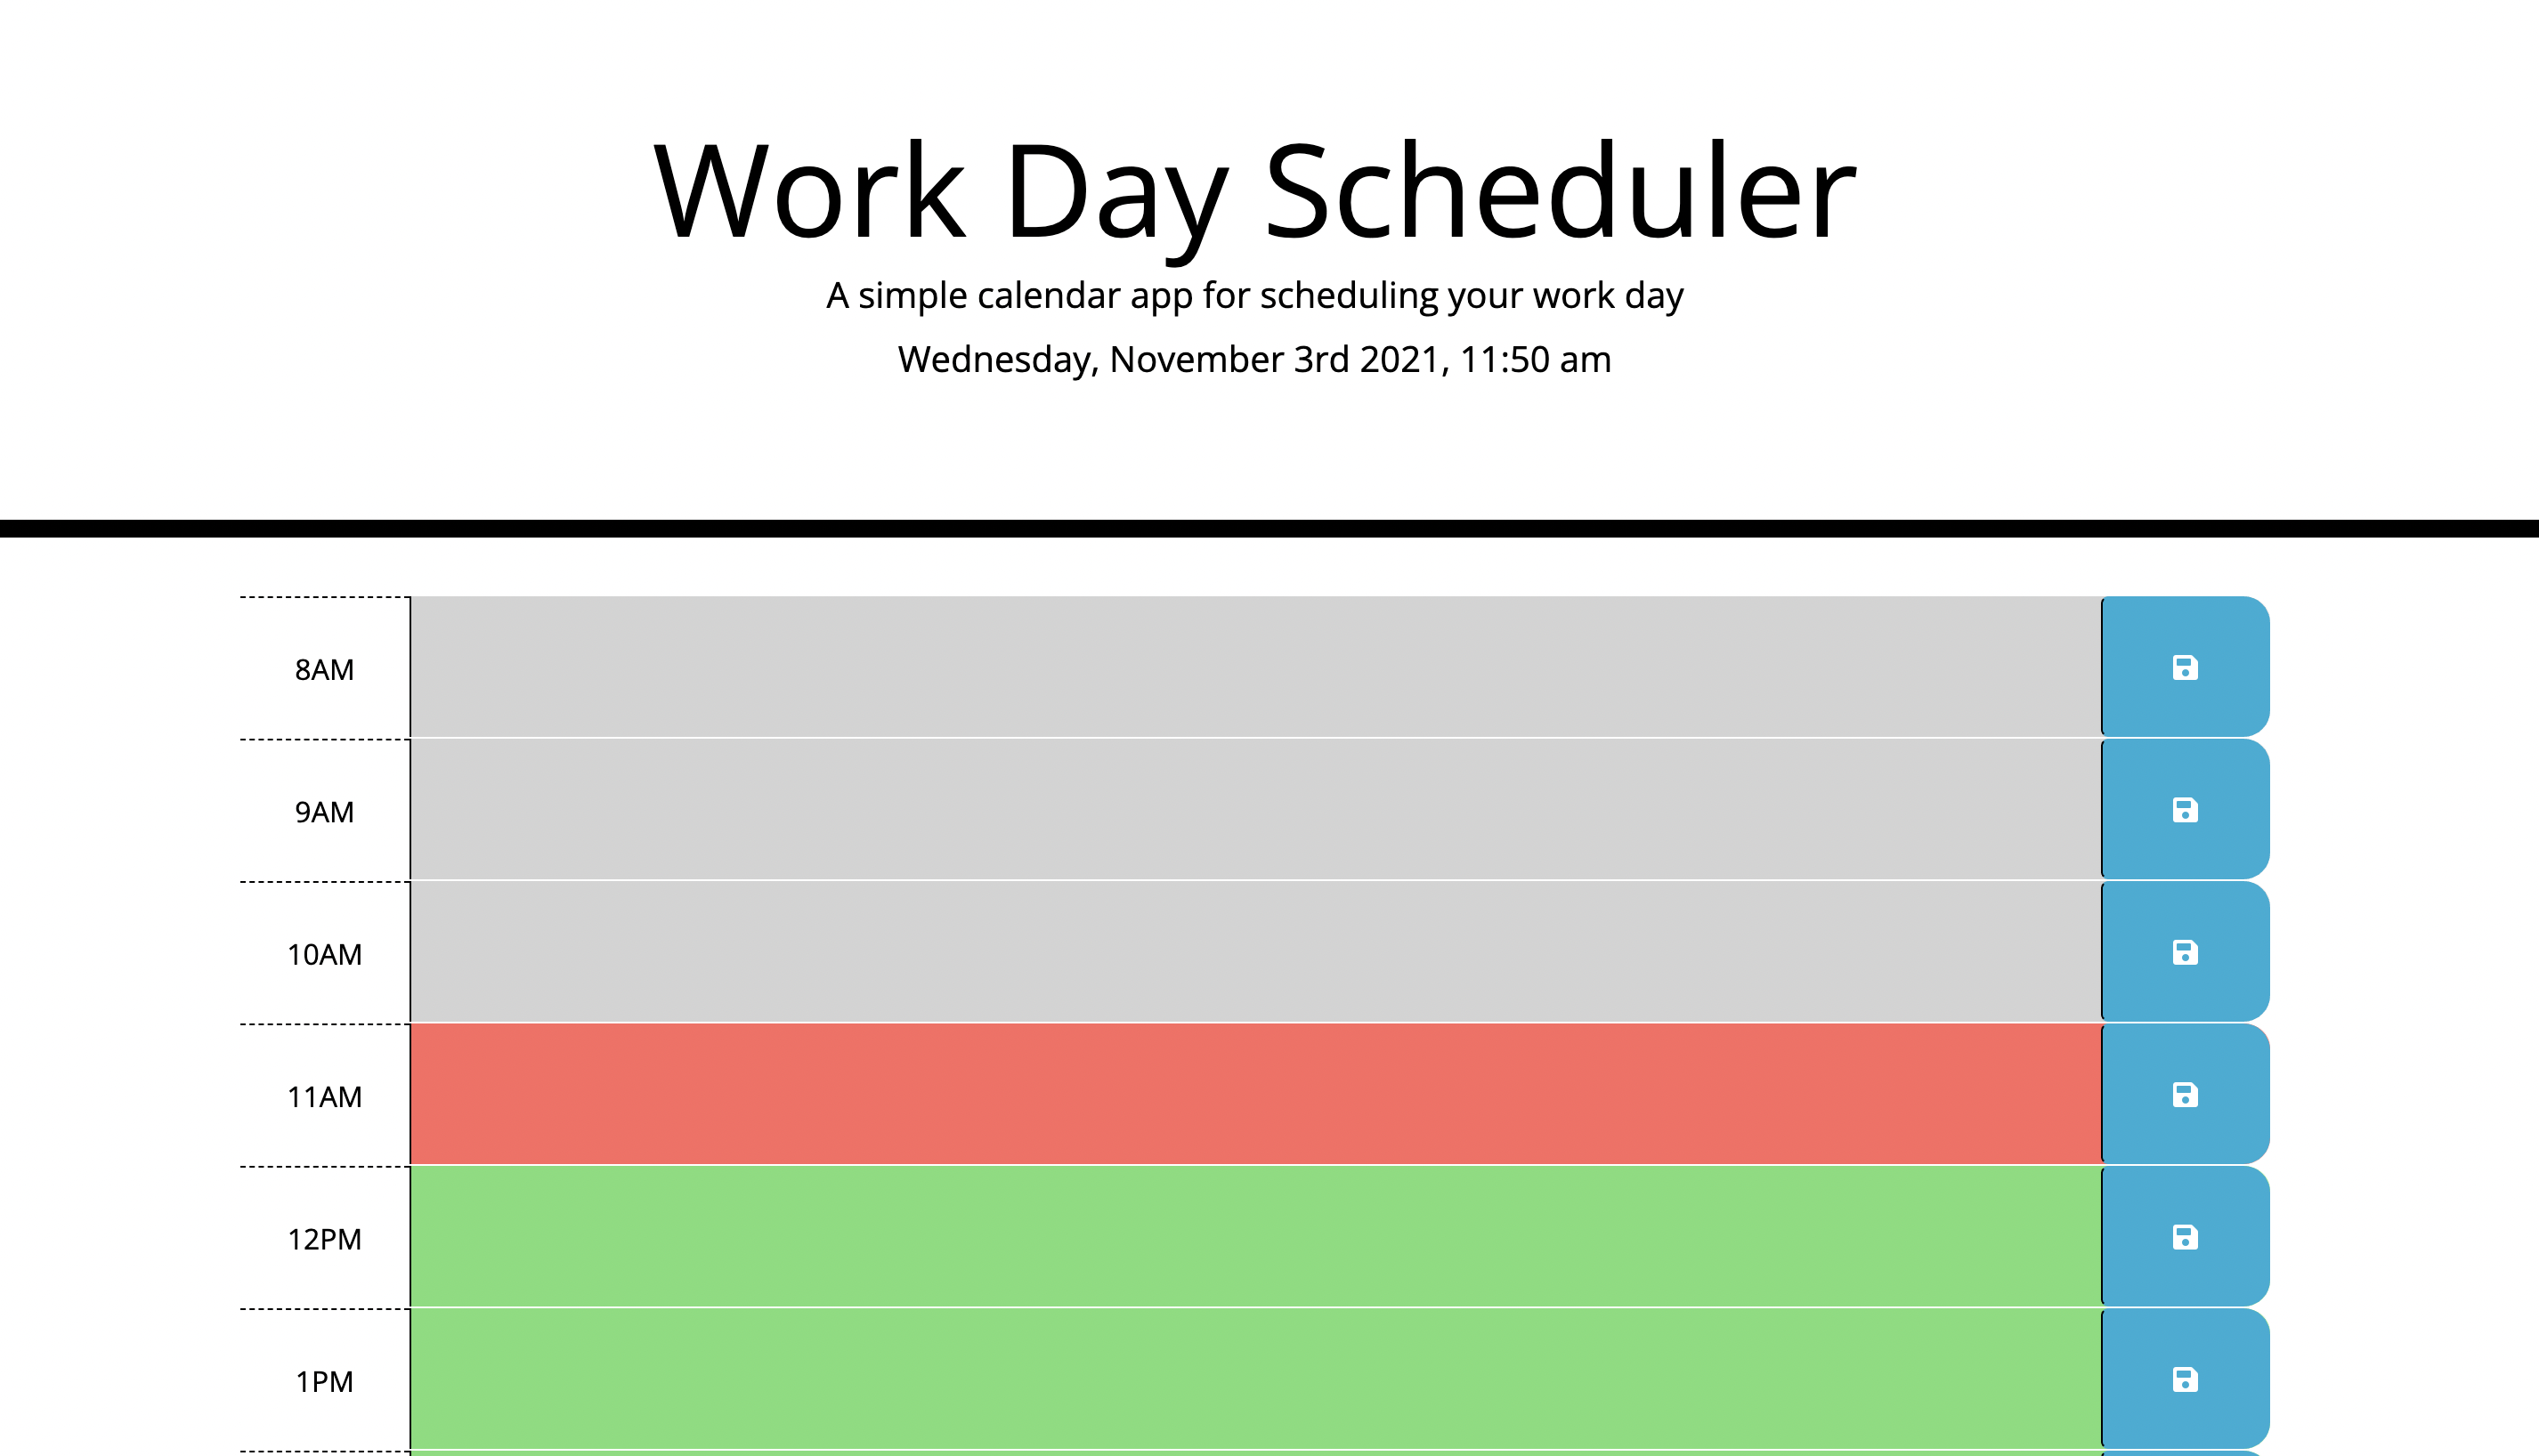 Work Day Scheduler
A simple calendar app for scheduling your work day
Wednesday, November 3rd 2021, 11:50 am
8AM
9AM
10AM
11AM
12PM
1PM